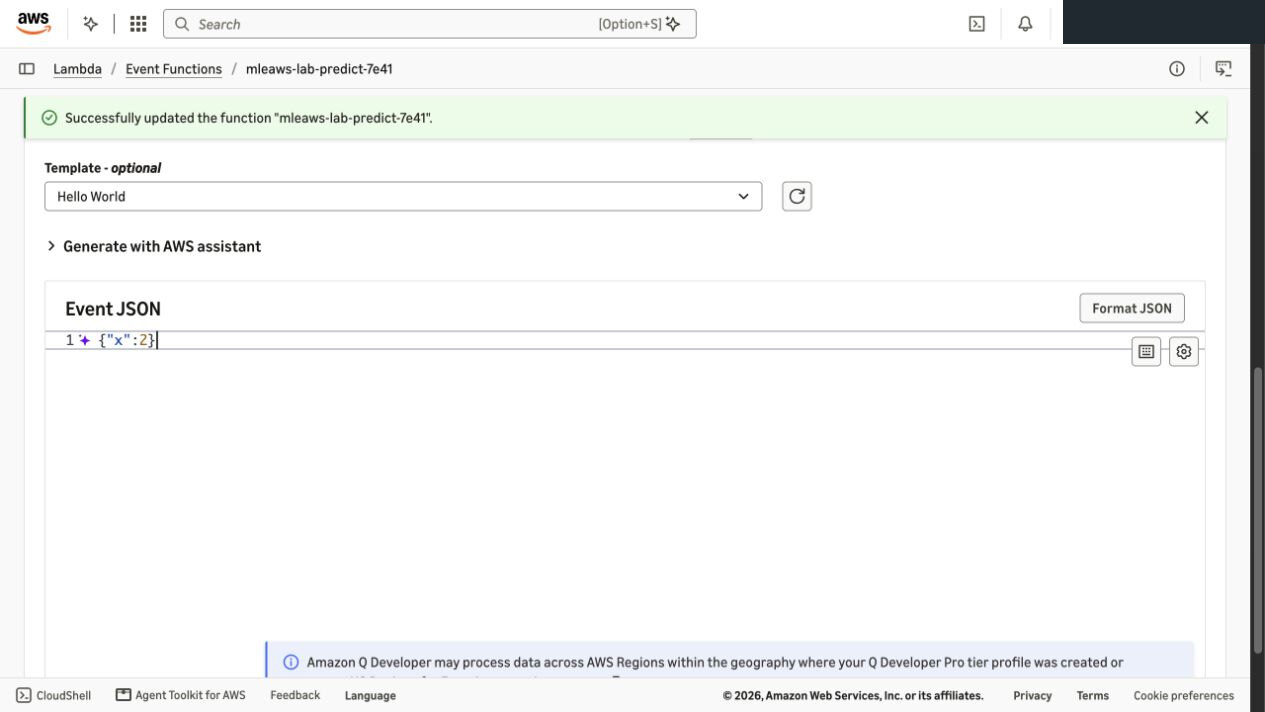 aws
Search [Option+S]
Lambda / Event Functions / mleaws-lab-predict-7e41
Successfully updated the function "mleaws-lab-predict-7e41".
Template - optional
Hello World
Generate with AWS assistant
Event JSON
Format JSON
1 {"x":2}
Amazon Q Developer may process data across AWS Regions within the geography where your Q Developer Pro tier profile was created or
CloudShell Agent Toolkit for AWS Feedback Language © 2026, Amazon Web Services, Inc. or its affiliates. Privacy Terms Cookie preferences